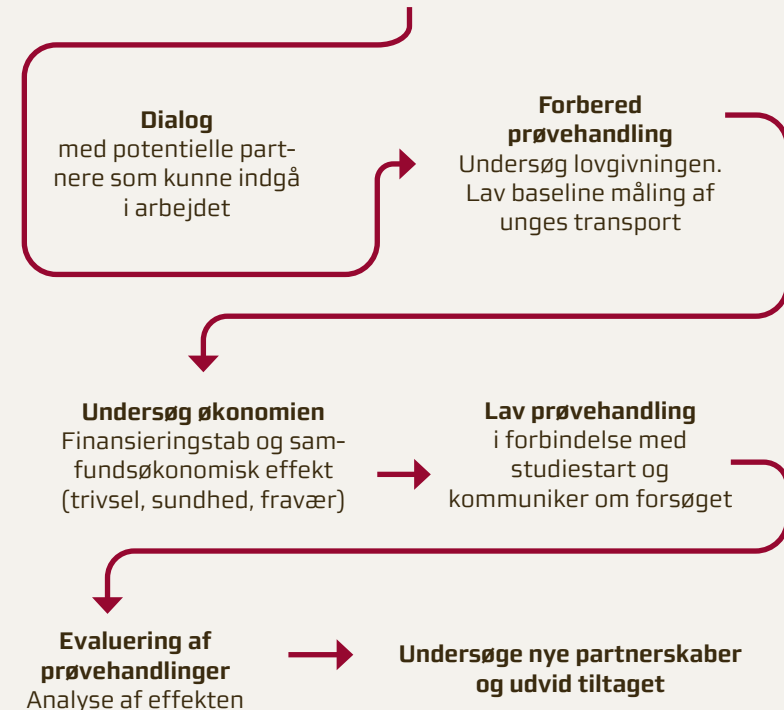 Dialog
med potentielle part-
nere som kunne indgå
i arbejdet
Forbered
prøvehandling
Undersøg lovgivningen.
Lav baseline måling af
unges transport
Undersøg økonomien
Finansieringstab og sam-
fundsøkonomisk effekt
(trivsel, sundhed, fravær)
Lav prøvehandling
i forbindelse med
studiestart og
kommuniker om forsøget
Evaluering af
prøvehandlinger
Analyse af effekten
Undersøge nye partnerskaber
og udvid tiltaget